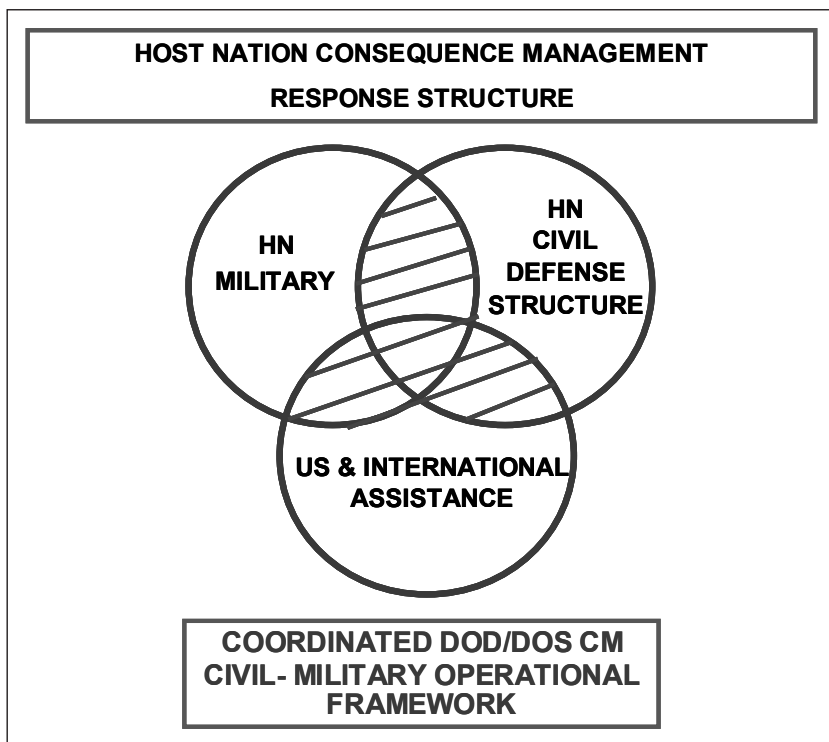 HOST NATION CONSEQUENCE MANAGEMENT
RESPONSE STRUCTURE
HN
MILITARY
HN
CIVIL
DEFENSE
STRUCTURE
US & INTERNATIONAL
ASSISTANCE
COORDINATED DOD/DOS CM
CIVIL- MILITARY OPERATIONAL
FRAMEWORK